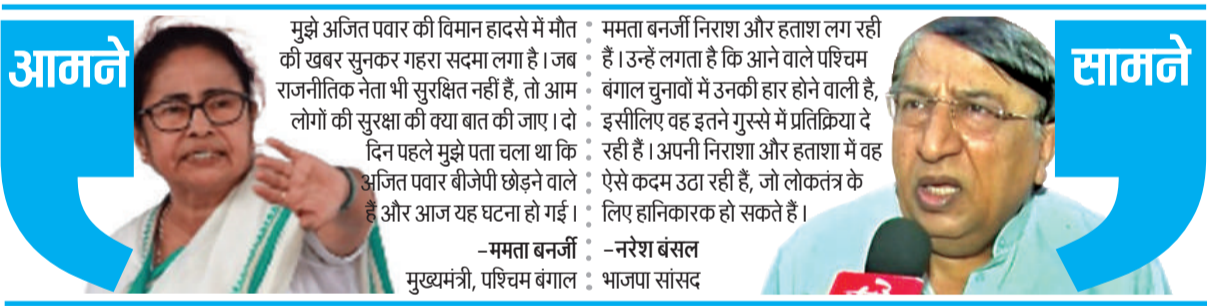 आमने
मुझे अजित पवार की विमान हादसे में मौत
की खबर सुनकर गहरा सदमा लगा है। जब
राजनीतिक नेता भी सुरक्षित नहीं हैं, तो आम
लोगों की सुरक्षा की क्या बात की जाए। दो
दिन पहले मुझे पता चला था कि
अजित पवार बीजेपी छोड़ने वाले
हैं और आज यह घटना हो गई।
-ममता बनर्जी
मुख्यमंत्री, पश्चिम बंगाल
ममता बनर्जी निराश और हताश लग रही
हैं। उन्हें लगता है कि आने वाले पश्चिम
बंगाल चुनावों में उनकी हार होने वाली है,
इसीलिए वह इतने गुस्से में प्रतिक्रिया दे
रही हैं। अपनी निराशा और हताशा में वह
ऐसे कदम उठा रही हैं, जो लोकतंत्र के
लिए हानिकारक हो सकते हैं।
-नरेश बंसल
भाजपा सांसद
सामने